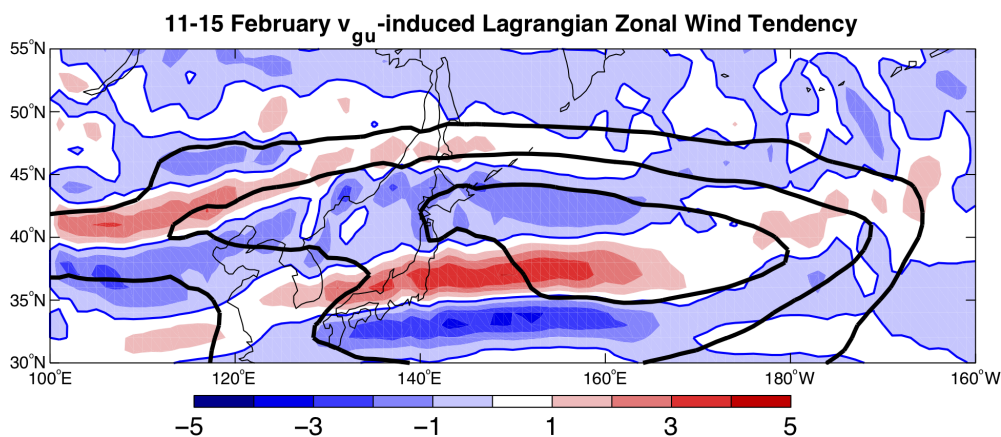 11-15 February v_gu-induced Lagrangian Zonal Wind Tendency
55°N
50°N
45°N
40°N
35°N
30°N
100°E 120°E 140°E 160°E 180°W 160°W
−5 −3 −1 1 3 5